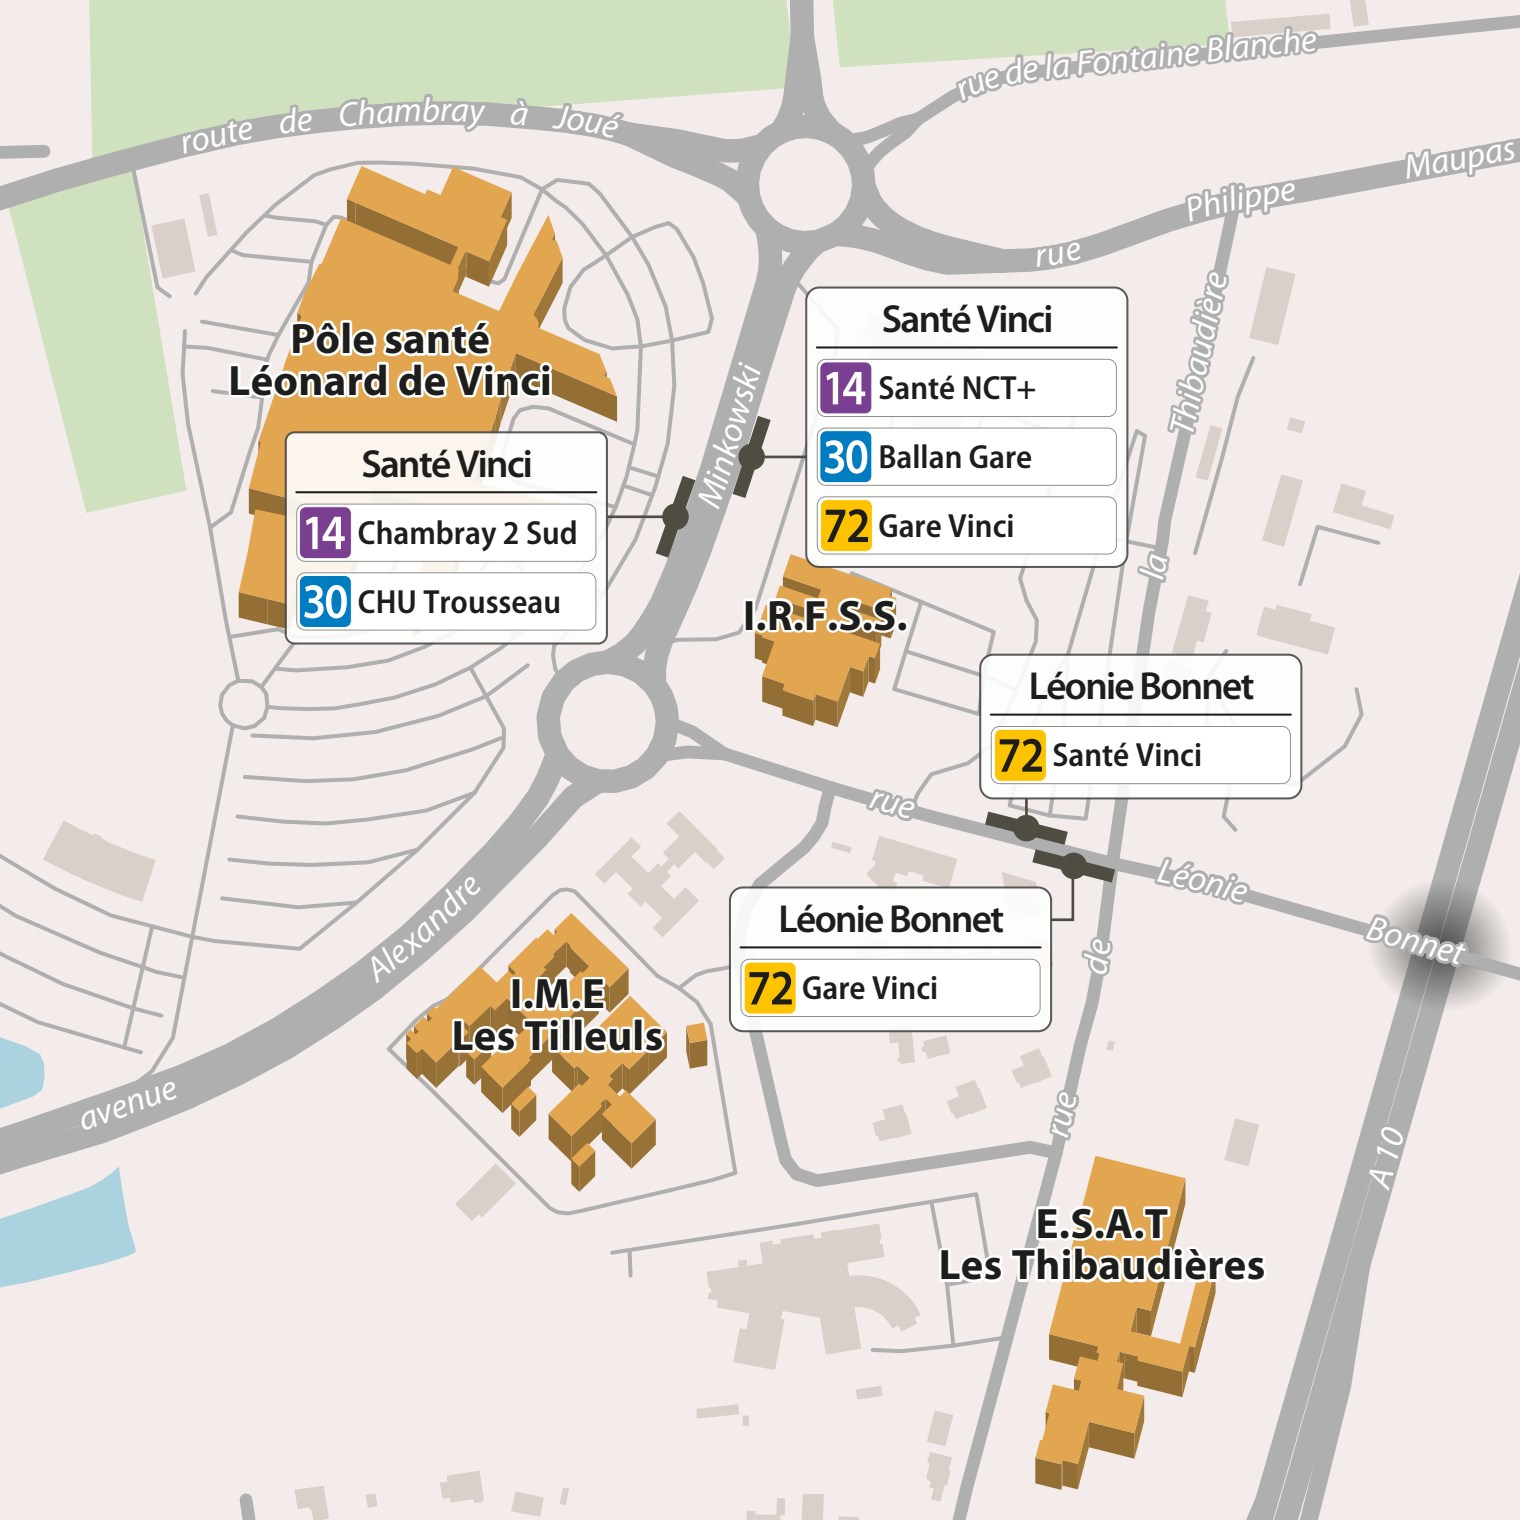 rue de la Fontaine Blanche
route de Chambray à Joué
rue Philippe Maupas
Pôle santé
Léonard de Vinci
Santé Vinci
14 Santé NCT+
30 Ballan Gare
72 Gare Vinci
Santé Vinci
14 Chambray 2 Sud
30 CHU Trousseau
I.R.F.S.S.
Léonie Bonnet
72 Santé Vinci
rue Léonie Bonnet
avenue Alexandre Minkowski
Léonie Bonnet
72 Gare Vinci
rue de la Thibaudière
I.M.E
Les Tilleuls
A 10
E.S.A.T
Les Thibaudières